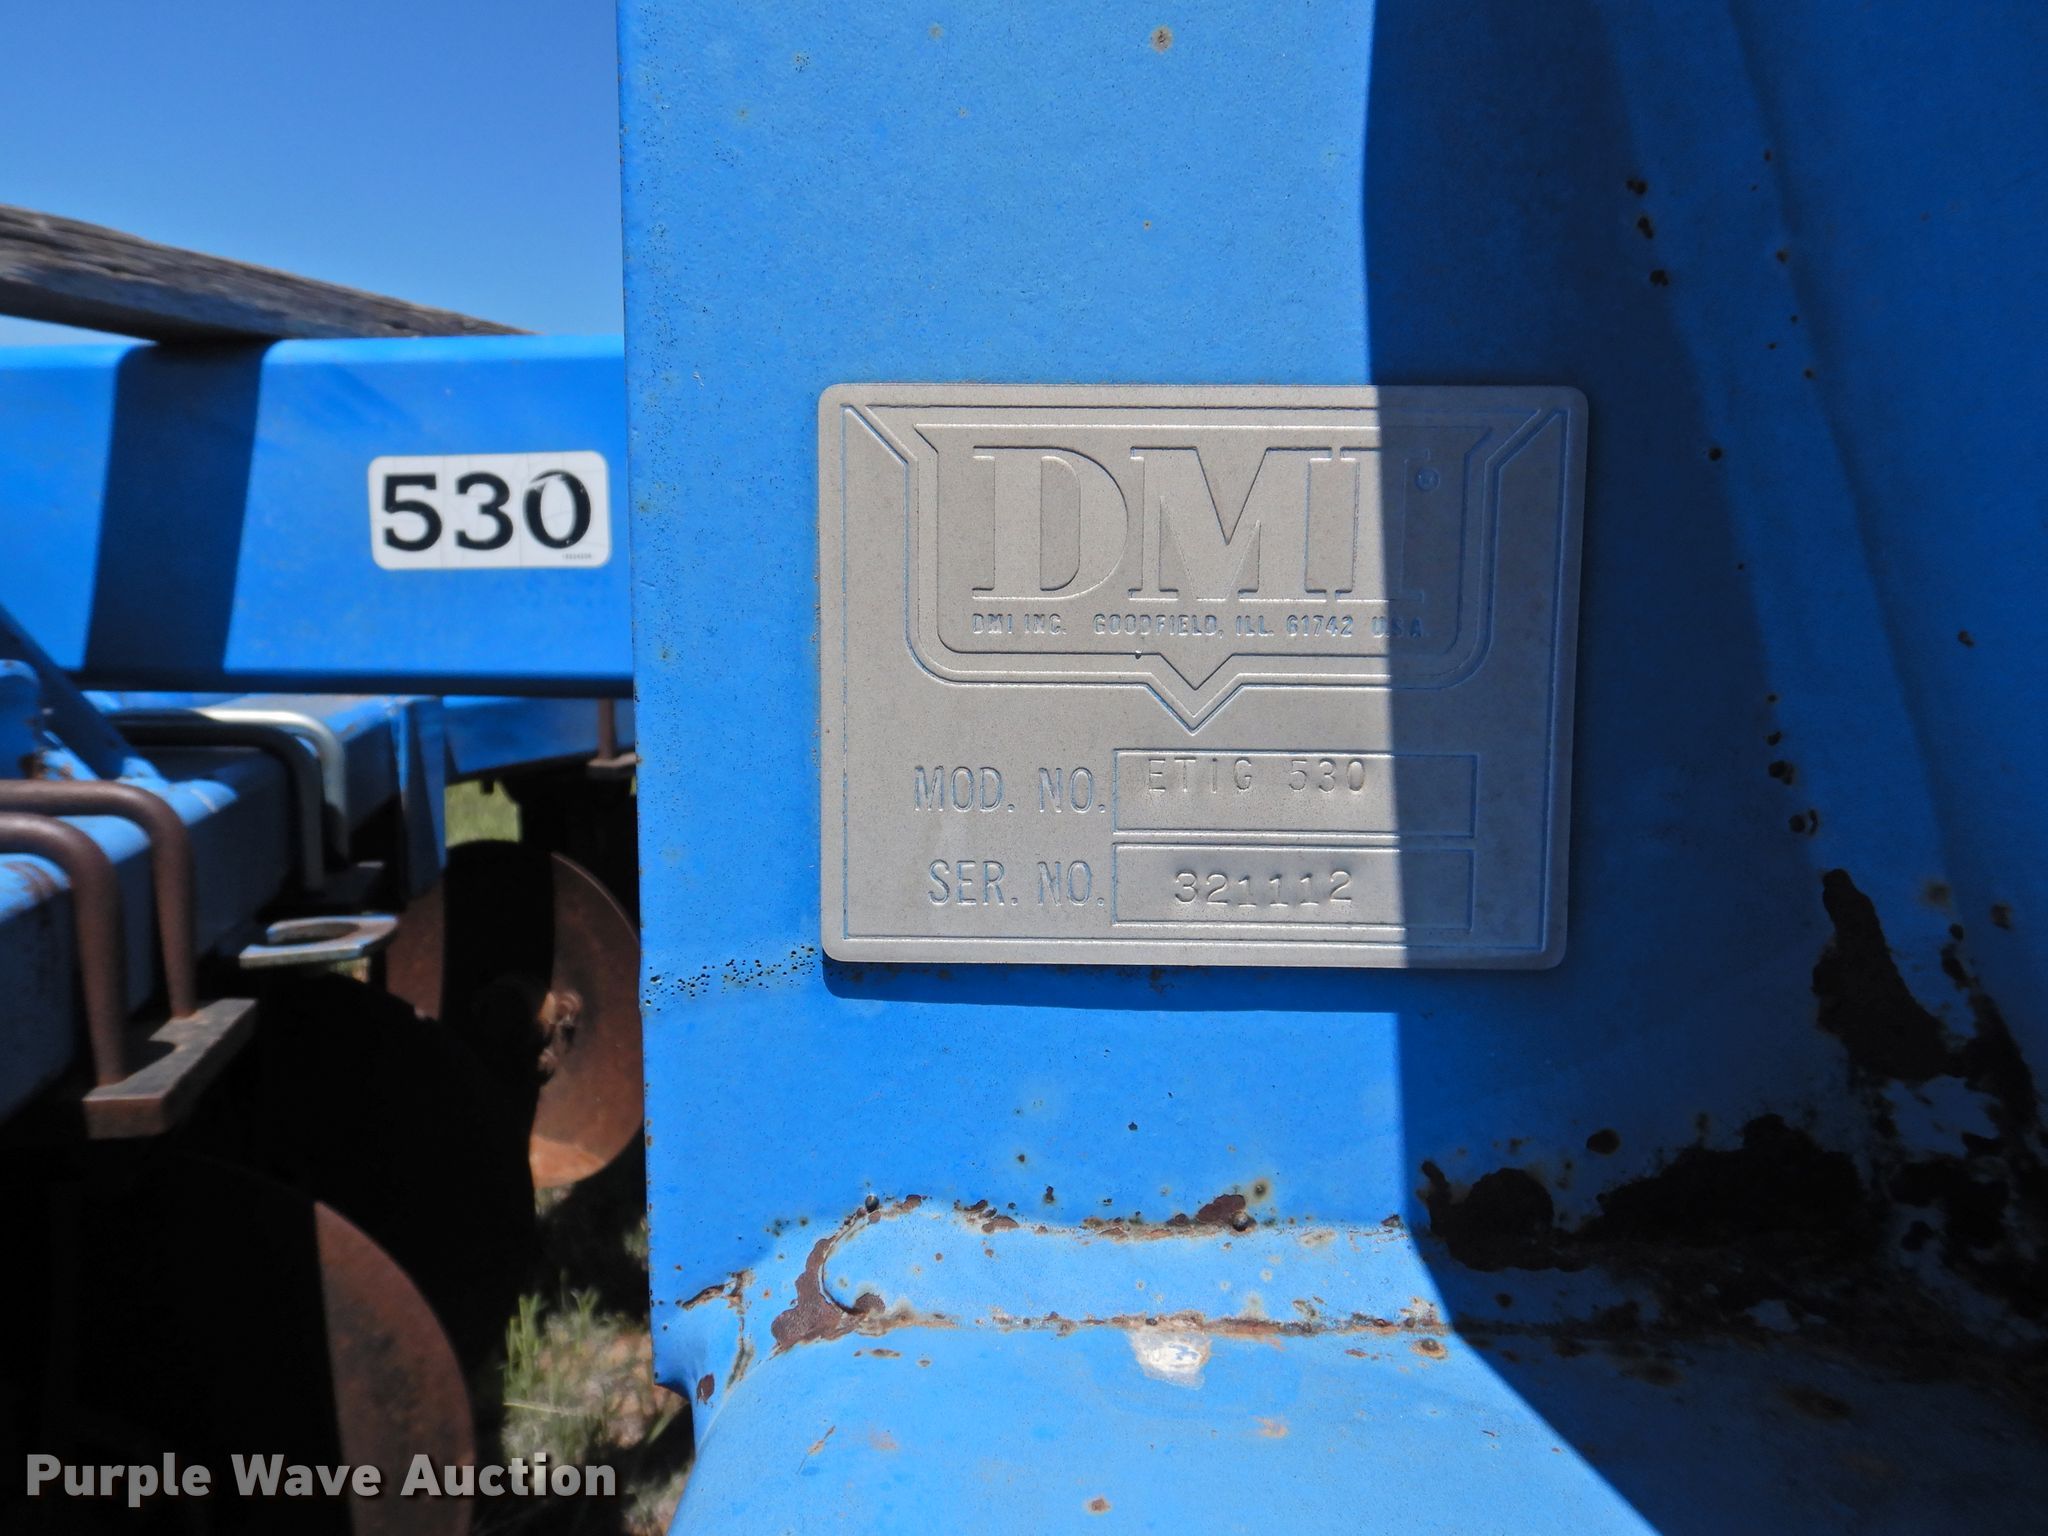 530
DMI
DMI INC. GOODFIELD, ILL. 61742 U.S.A.
MOD. NO. ETIG 530
SER. NO. 321112
Purple Wave Auction